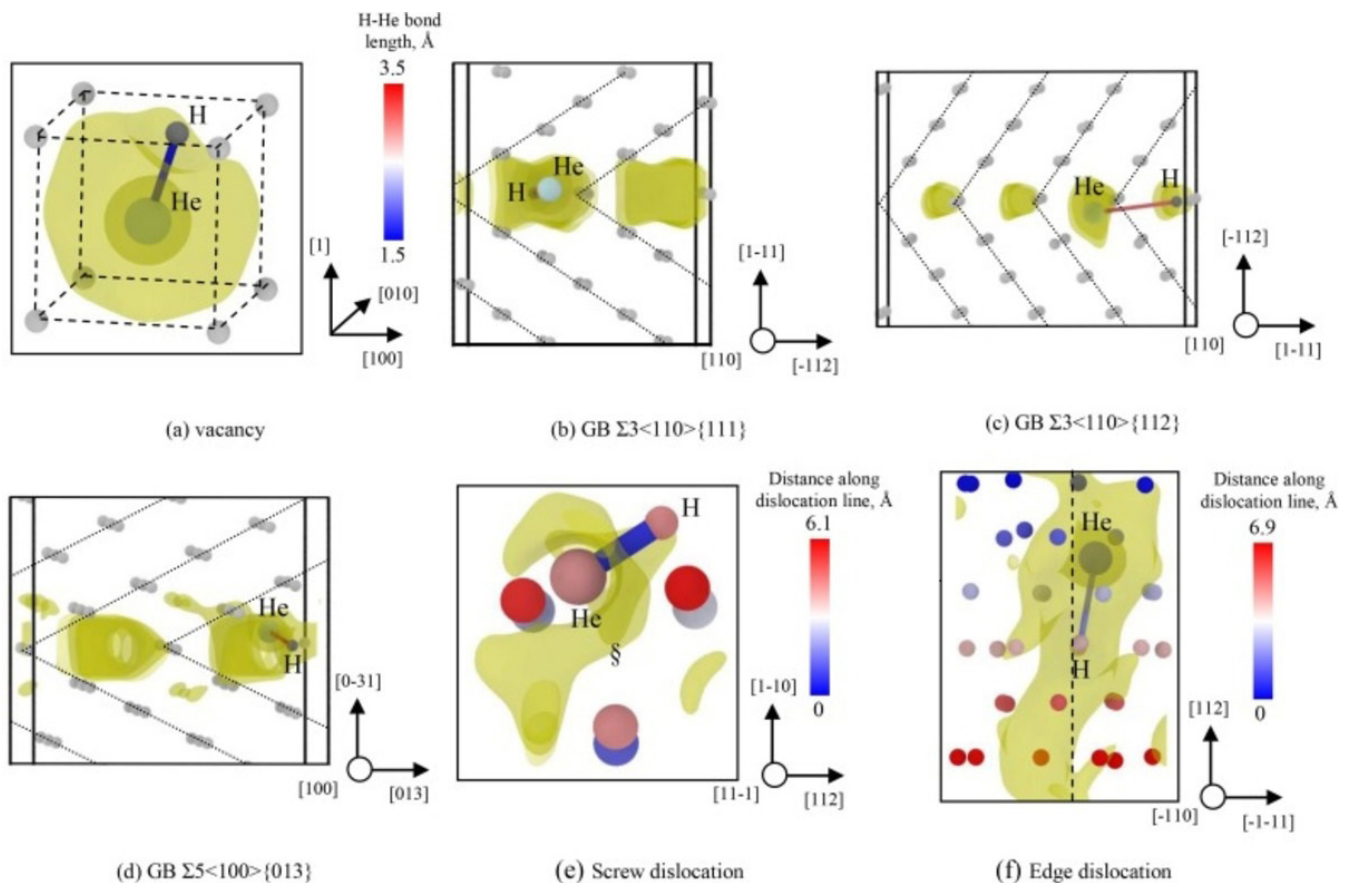 H-He bond
length, Å
3.5
1.5
H
He
[1]
[010]
[100]
(a) vacancy
He
H
[1-11]
[110]
[-112]
(b) GB Σ3<110>{111}
He
H
[-112]
[110]
[1-11]
(c) GB Σ3<110>{112}
He
H
[0-31]
[100]
[013]
(d) GB Σ5<100>{013}
Distance along
dislocation line, Å
6.1
0
H
He
§
[1-10]
[11-1]
[112]
(e) Screw dislocation
Distance along
dislocation line, Å
6.9
0
He
H
[112]
[-110]
[-1-11]
(f) Edge dislocation